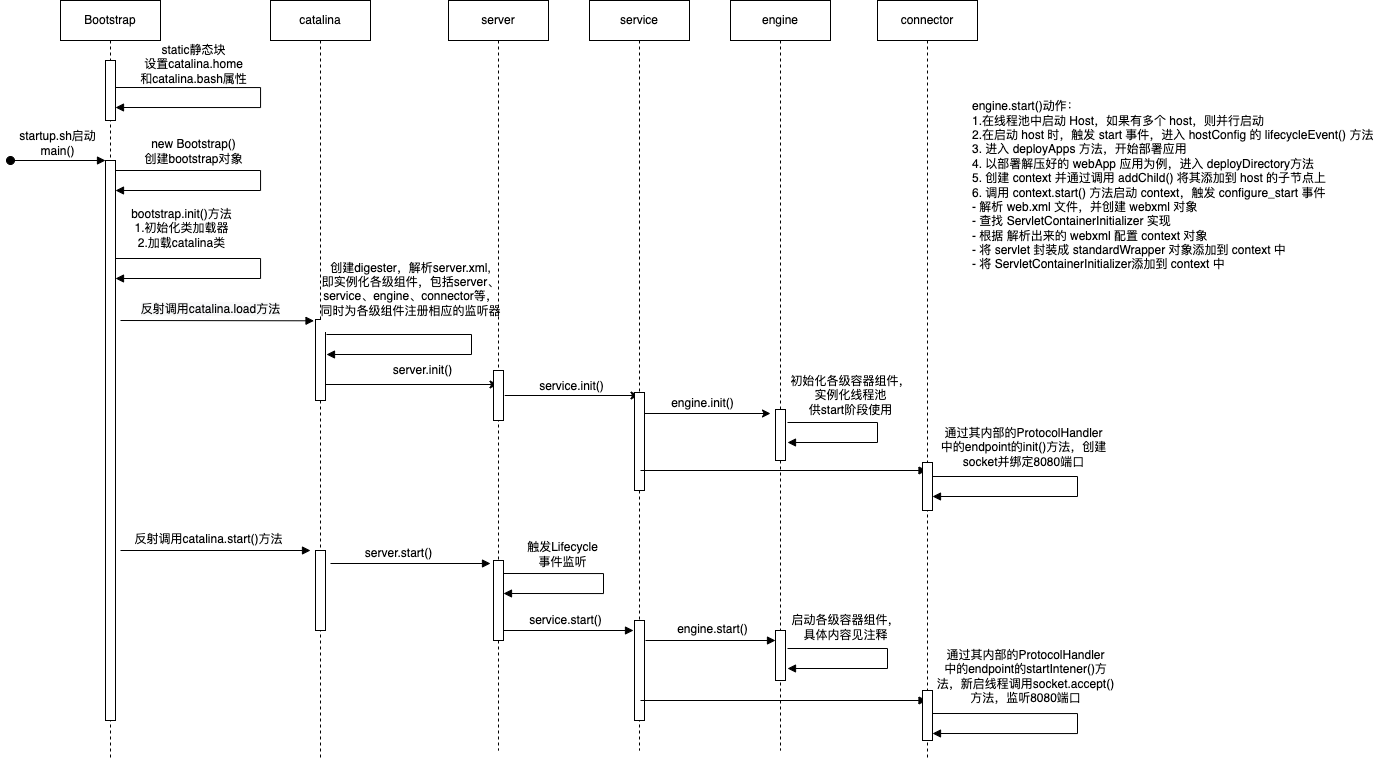 Bootstrap
catalina
server
service
engine
connector
static静态块
设置catalina.home
和catalina.bash属性
startup.sh启动
main()
new Bootstrap()
创建bootstrap对象
bootstrap.init()方法
1.初始化类加载器
2.加载catalina类
engine.start()动作：
1.在线程池中启动 Host，如果有多个 host，则并行启动
2.在启动 host 时，触发 start 事件，进入 hostConfig 的 lifecycleEvent() 方法
3. 进入 deployApps 方法，开始部署应用
4. 以部署解压好的 webApp 应用为例，进入 deployDirectory方法
5. 创建 context 并通过调用 addChild() 将其添加到 host 的子节点上
6. 调用 context.start() 方法启动 context，触发 configure_start 事件
- 解析 web.xml 文件，并创建 webxml 对象
- 查找 ServletContainerInitializer 实现
- 根据 解析出来的 webxml 配置 context 对象
- 将 servlet 封装成 standardWrapper 对象添加到 context 中
- 将 ServletContainerInitializer添加到 context 中
反射调用catalina.load方法
创建digester，解析server.xml,
即实例化各级组件，包括server、
service、engine、connector等，
同时为各级组件注册相应的监听器
server.init()
service.init()
engine.init()
初始化各级容器组件，
实例化线程池
供start阶段使用
通过其内部的ProtocolHandler
中的endpoint的init()方法，创建
socket并绑定8080端口
反射调用catalina.start()方法
server.start()
触发Lifecycle
事件监听
service.start()
engine.start()
启动各级容器组件，
具体内容见注释
通过其内部的ProtocolHandler
中的endpoint的startIntener()方
法，新启线程调用socket.accept()
方法，监听8080端口